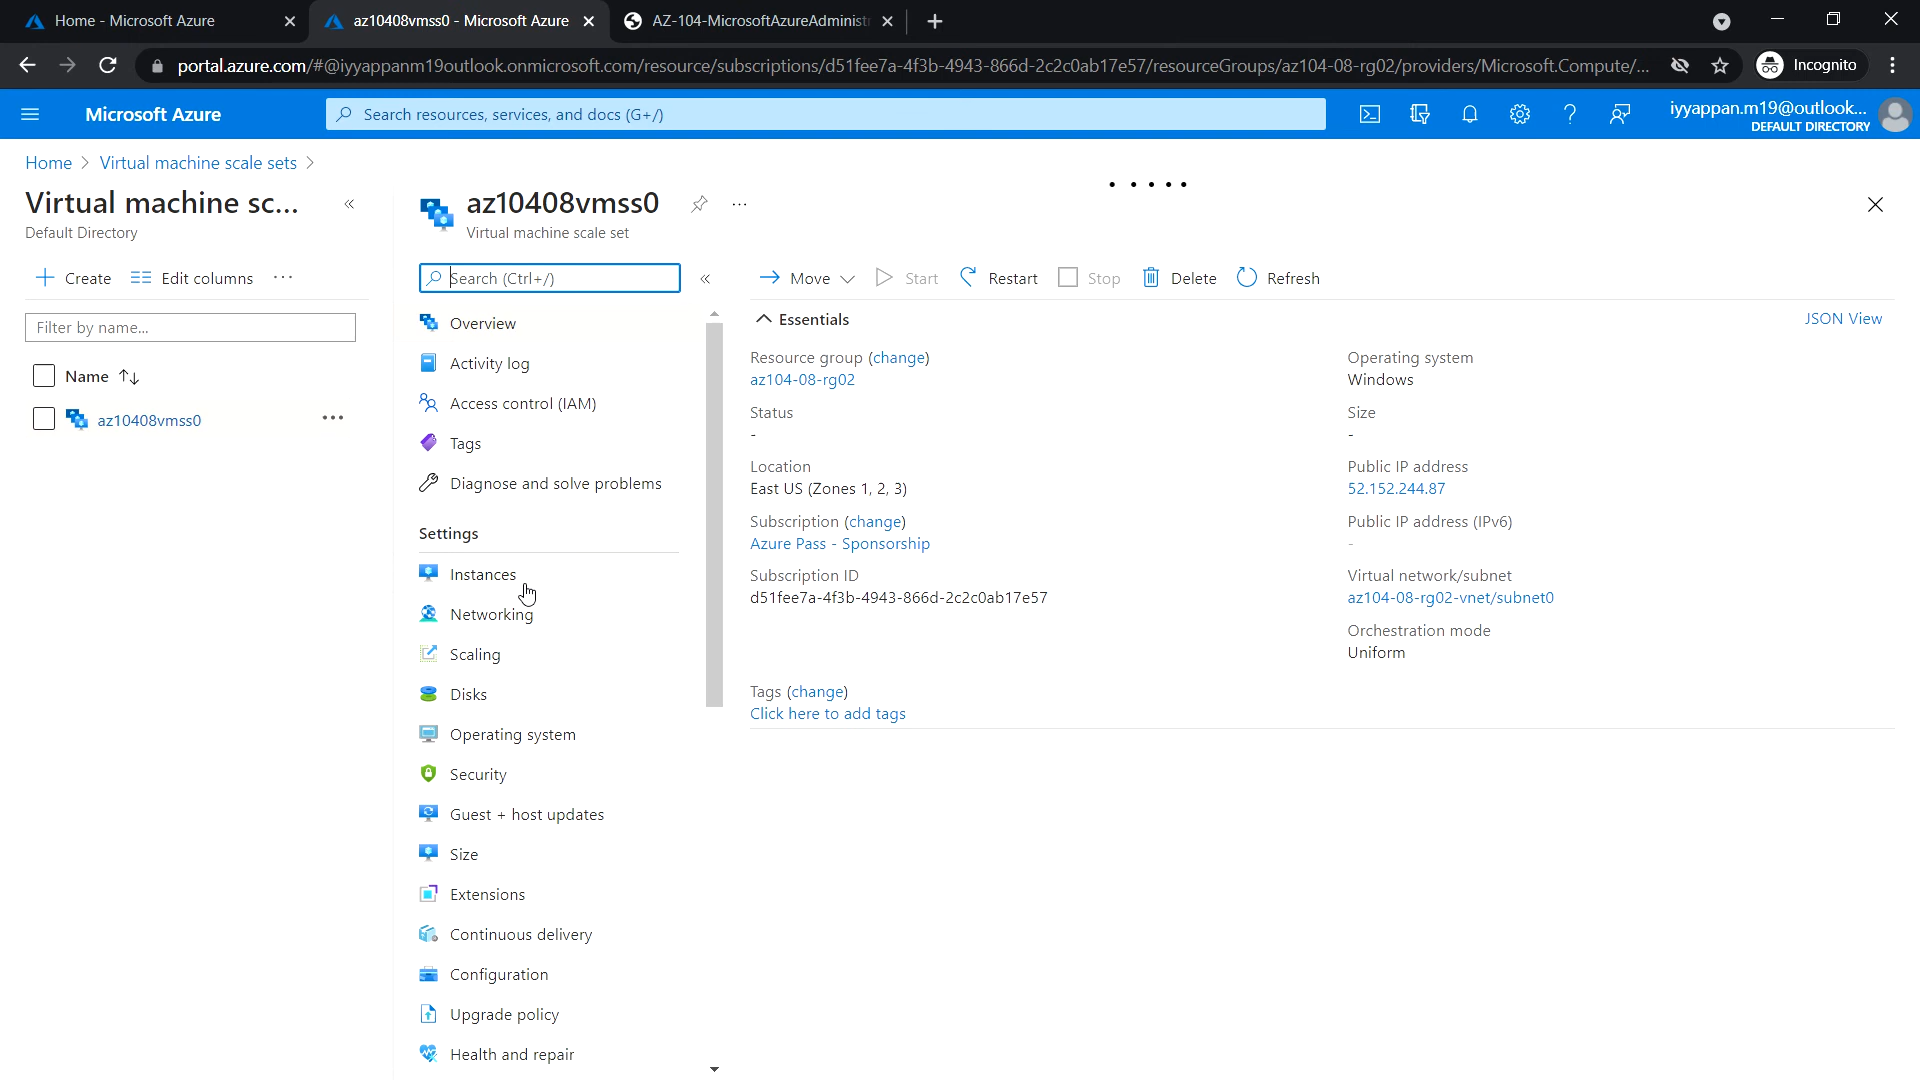 Home - Microsoft Azure
az10408vmss0 - Microsoft Azure
AZ-104-MicrosoftAzureAdminist
portal.azure.com/#@iyyappanm19outlook.onmicrosoft.com/resource/subscriptions/d51fee7a-4f3b-4943-866d-2c2c0ab17e57/resourceGroups/az104-08-rg02/providers/Microsoft.Compute/...
Incognito
Microsoft Azure
Search resources, services, and docs (G+/)
iyyappan.m19@outlook...
DEFAULT DIRECTORY
Home > Virtual machine scale sets >
Virtual machine sc...
Default Directory
Create
Edit columns
Filter by name...
Name
az10408vmss0
az10408vmss0
Virtual machine scale set
Search (Ctrl+/)
Overview
Activity log
Access control (IAM)
Tags
Diagnose and solve problems
Settings
Instances
Networking
Scaling
Disks
Operating system
Security
Guest + host updates
Size
Extensions
Continuous delivery
Configuration
Upgrade policy
Health and repair
Move
Start
Restart
Stop
Delete
Refresh
Essentials
JSON View
Resource group (change)
az104-08-rg02
Status
-
Location
East US (Zones 1, 2, 3)
Subscription (change)
Azure Pass - Sponsorship
Subscription ID
d51fee7a-4f3b-4943-866d-2c2c0ab17e57
Operating system
Windows
Size
-
Public IP address
52.152.244.87
Public IP address (IPv6)
-
Virtual network/subnet
az104-08-rg02-vnet/subnet0
Orchestration mode
Uniform
Tags (change)
Click here to add tags